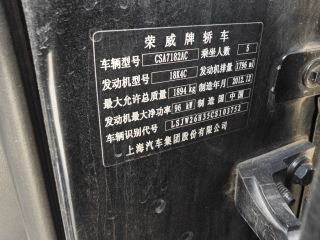 荣威牌轿车
车辆型号 CSA7182AC 乘坐人数 5
发动机型号 18K4C 发动机排量 1796 ml
最大允许总质量 1894 kg 制造年月 2012.12
发动机最大净功率 96 kW 制造国 中国
车辆识别代号
上海汽车集团股份有限公司